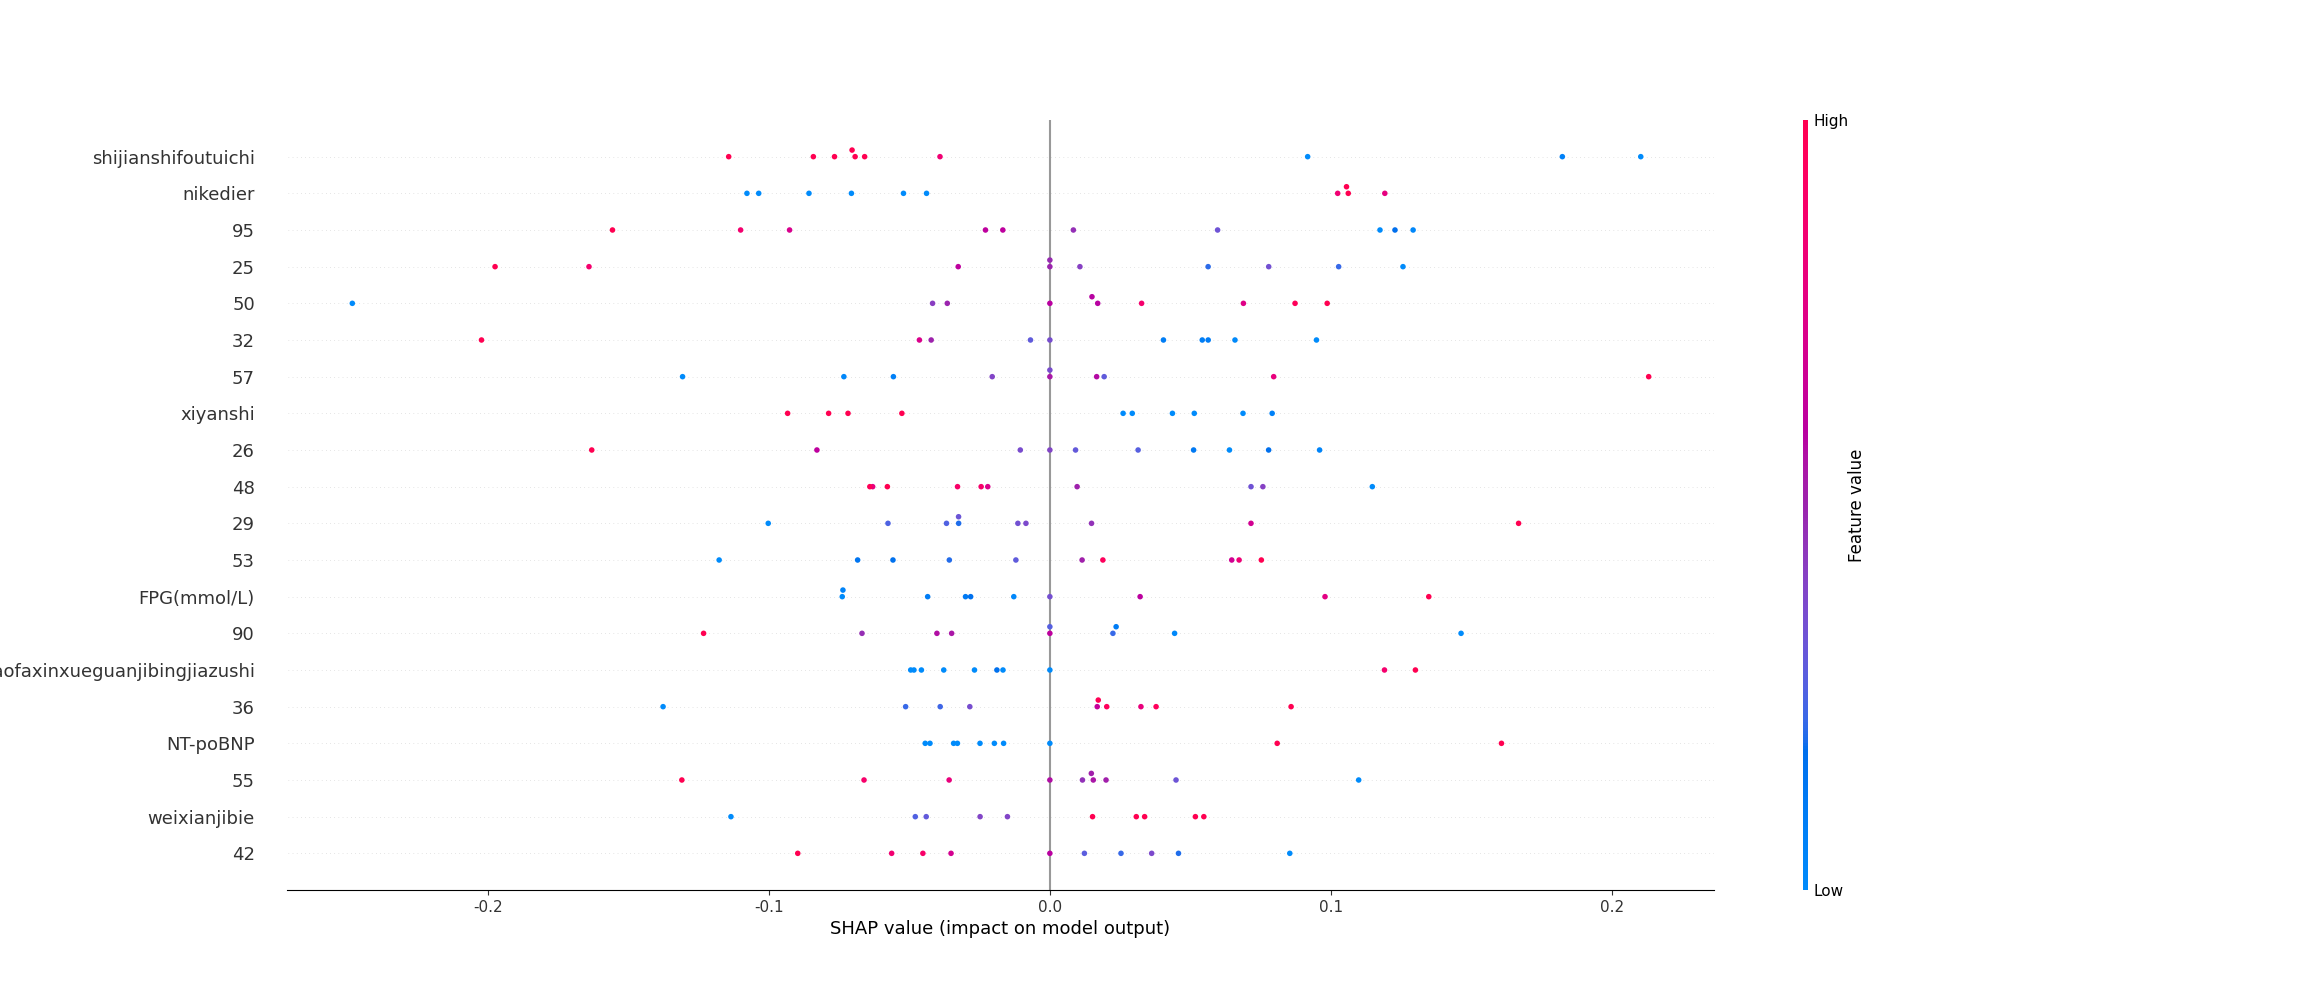 High
shijianshifoutuichi
nikedier
95
25
50
32
57
xiyanshi
26
48
29
53
FPG(mmol/L)
90
aofaxinxueguanjibingjiazushi
36
NT-poBNP
55
weixianjibie
42
Feature value
Low
-0.2 -0.1 0.0 0.1 0.2
SHAP value (impact on model output)